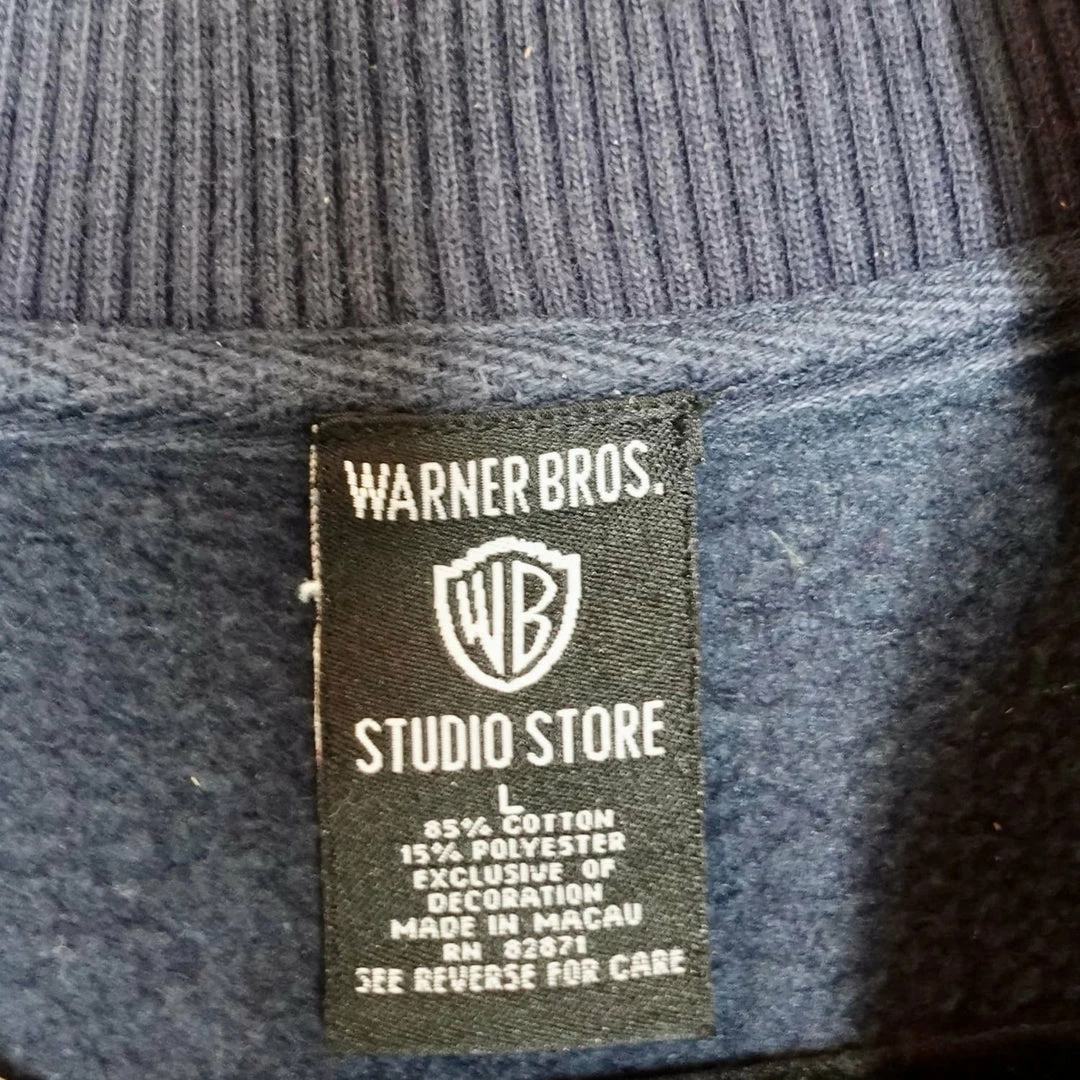 WARNER BROS.
WB
STUDIO STORE
L
85% COTTON
15% POLYESTER
EXCLUSIVE OF
DECORATION
MADE IN MACAU
RN 82871
SEE REVERSE FOR CARE